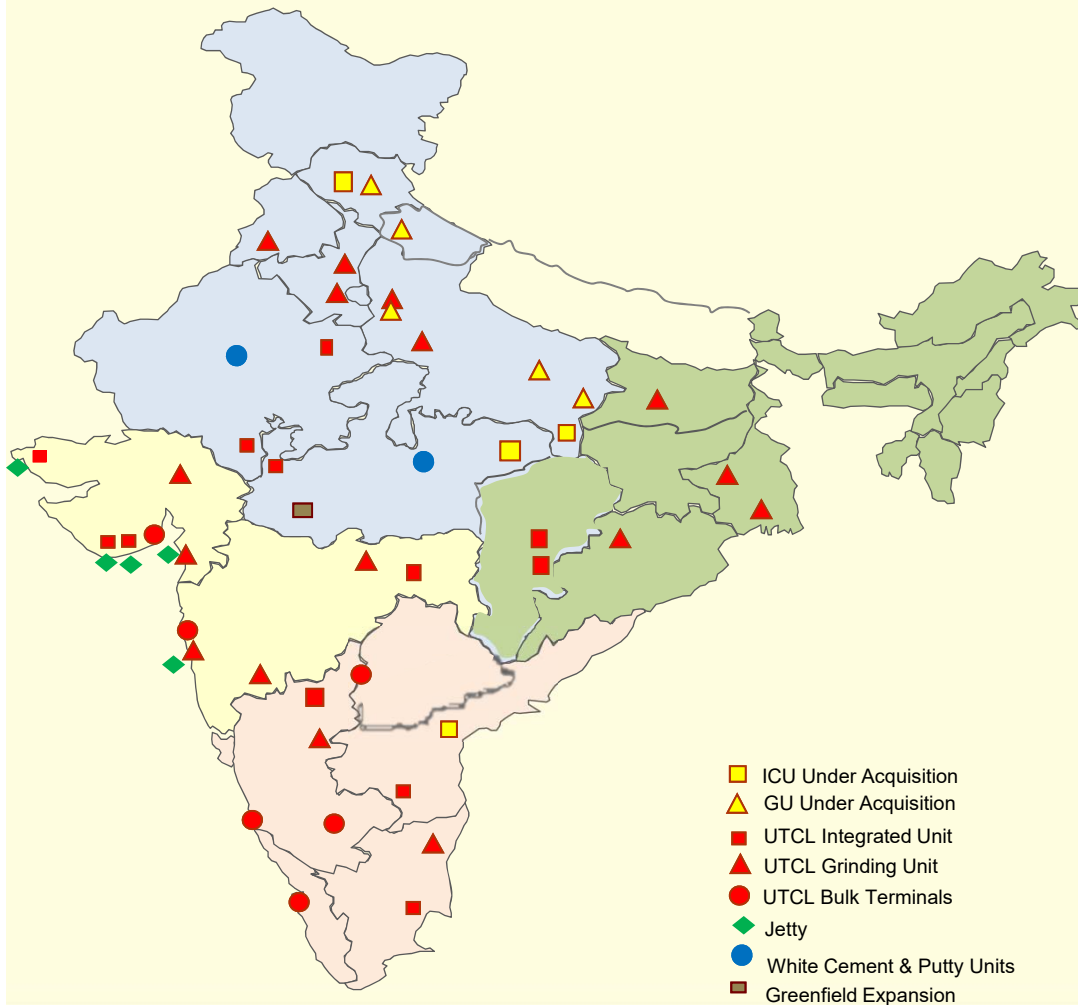 ICU Under Acquisition
GU Under Acquisition
UTCL Integrated Unit
UTCL Grinding Unit
UTCL Bulk Terminals
Jetty
White Cement & Putty Units
Greenfield Expansion